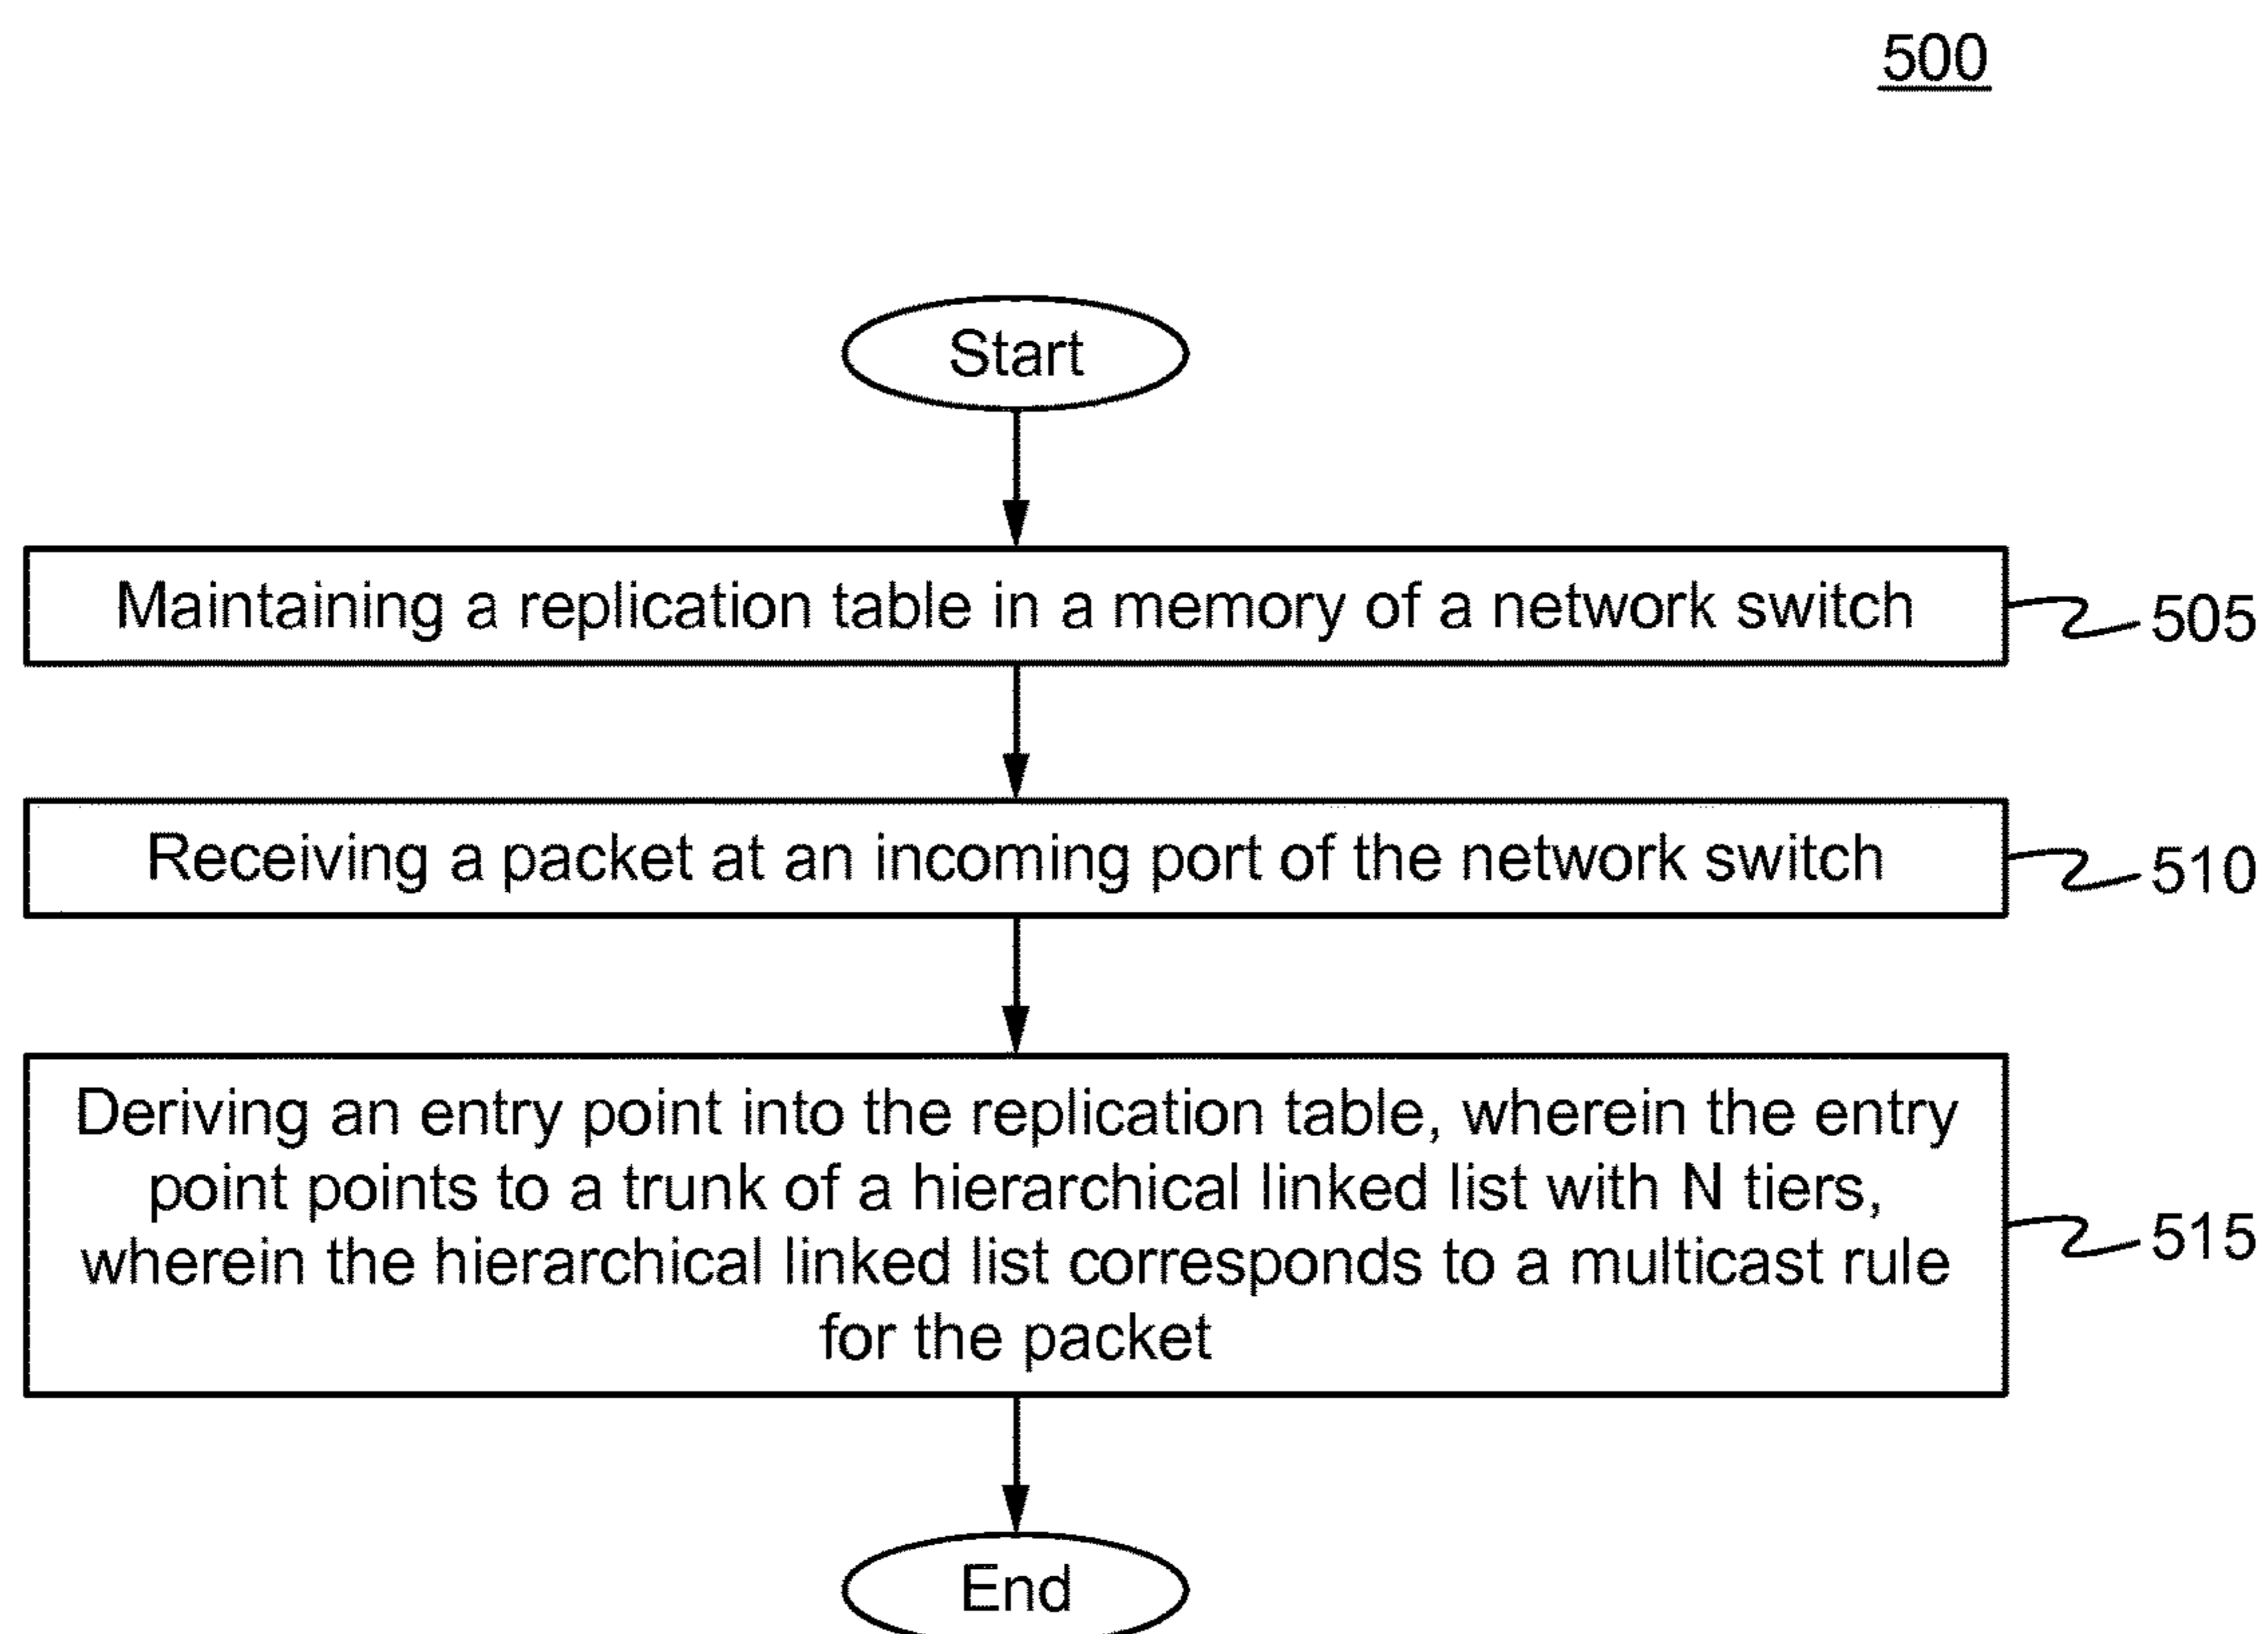 500
Start
Maintaining a replication table in a memory of a network switch
505
Receiving a packet at an incoming port of the network switch
510
Deriving an entry point into the replication table, wherein the entry
point points to a trunk of a hierarchical linked list with N tiers,
wherein the hierarchical linked list corresponds to a multicast rule
for the packet
515
End